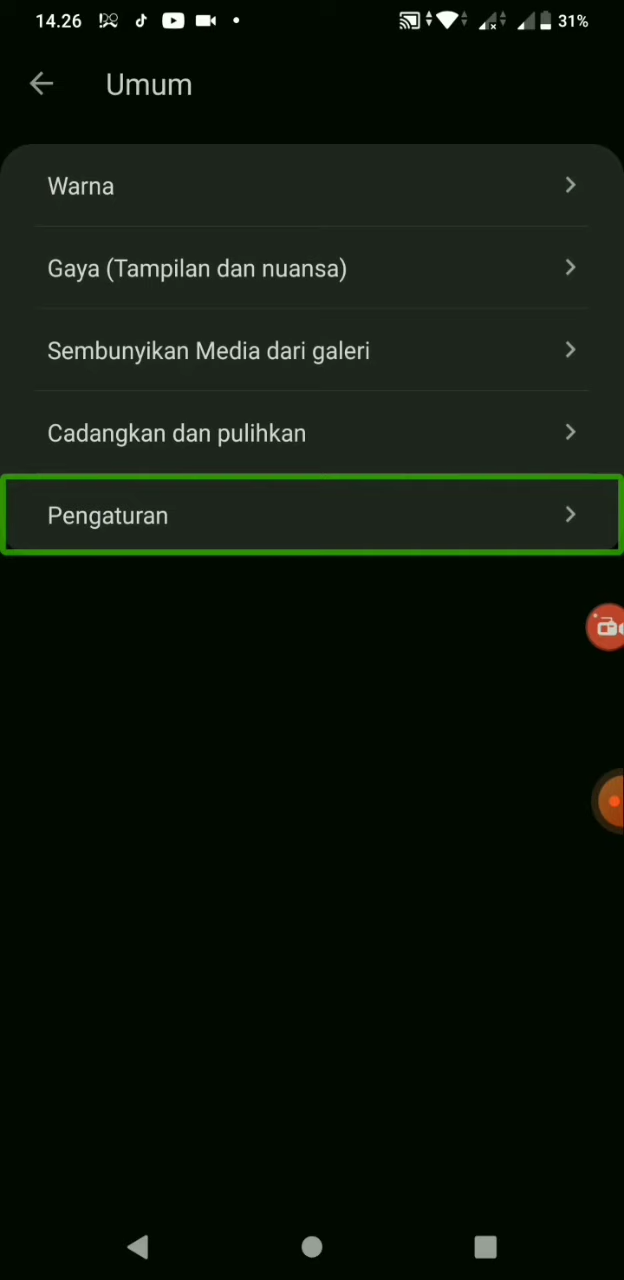 14.26
31%
Umum
Warna
Gaya (Tampilan dan nuansa)
Sembunyikan Media dari galeri
Cadangkan dan pulihkan
Pengaturan